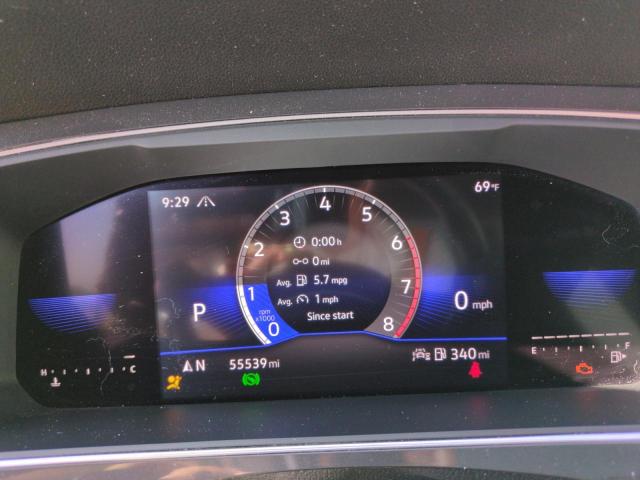 9:29
69°F
0 1 2 3 4 5 6 7 8
rpm x1000
0:00 h
0 mi
Avg. 5.7 mpg
Avg. 1 mph
Since start
P
0 mph
N
55539 mi
340 mi
H C
E F